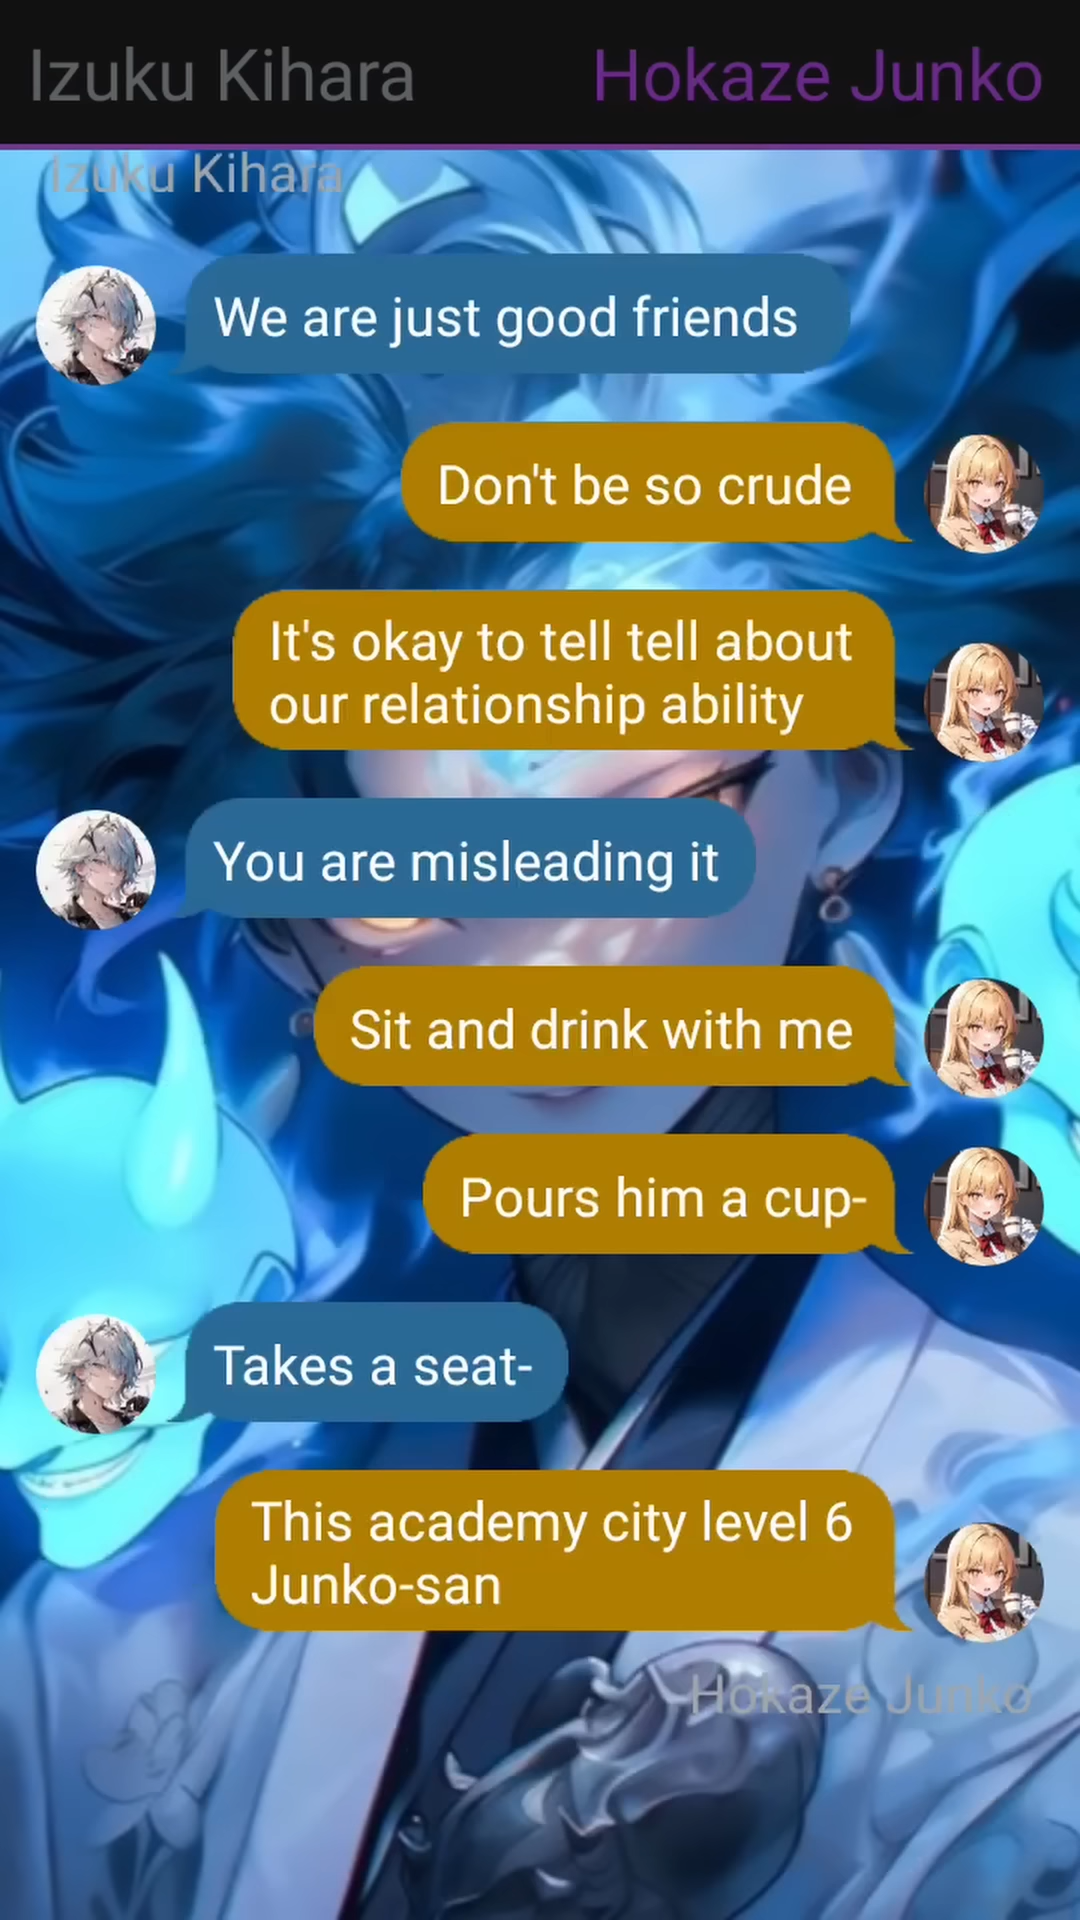 Izuku Kihara
Hokaze Junko
Izuku Kihara
We are just good friends
Don't be so crude
It's okay to tell tell about
our relationship ability
You are misleading it
Sit and drink with me
Pours him a cup-
Takes a seat-
This academy city level 6
Junko-san
Hokaze Junko